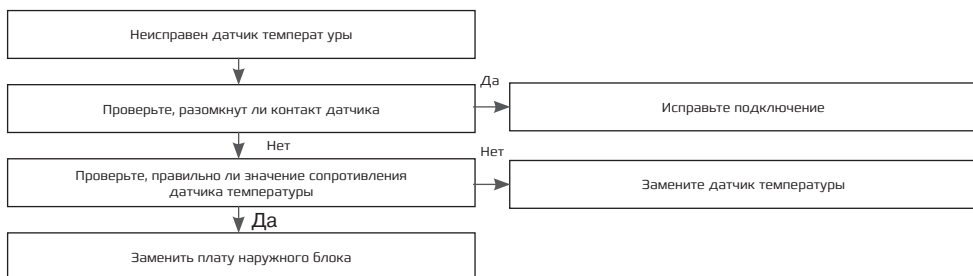 Неисправен датчик температ уры
Да
Проверьте, разомкнут ли контакт датчика
Исправьте подключение
Нет
Нет
Проверьте, правильно ли значение сопротивления
датчика температуры
Замените датчик температуры
Да
Заменить плату наружного блока